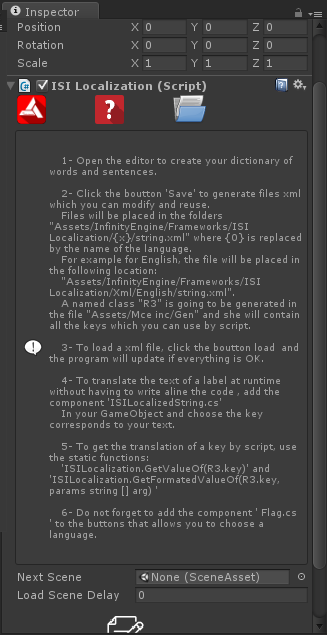 Inspector
Position X 0 Y 0 Z 0
Rotation X 0 Y 0 Z 0
Scale X 1 Y 1 Z 1
ISI Localization (Script)
?
1- Open the editor to create your dictionary of
words and sentences.
2- Click the boutton 'Save' to generate files xml
which you can modify and reuse.
Files will be placed in the folders
"Assets/InfinityEngine/Frameworks/ISI
Localization/{x}/string.xml" where {0} is replaced
by the name of the language.
For example for English, the file will be placed in
the following location:
"Assets/InfinityEngine/Frameworks/ISI
Localization/Xml/English/string.xml".
A named class "R3" is going to be generated in
the file "Assets/Mce inc/Gen" and she will contain
all the keys which you can use by script.
3- To load a xml file, click the boutton load  and
the program will update if everything is OK.
4- To translate the text of a label at runtime
without having to write aline the code , add the
component 'ISILocalizedString.cs'
In your GameObject and choose the key
corresponds to your text.
5- To get the translation of a key by script, use
the static functions:
'ISILocalization.GetValueOf(R3.key)' and
'ISILocalization.GetFormatedValueOf(R3.key,
params string [] arg) '
6- Do not forget to add the component ' Flag.cs
' to the buttons that allows you to choose a
language.
Next Scene None (SceneAsset)
Load Scene Delay 0